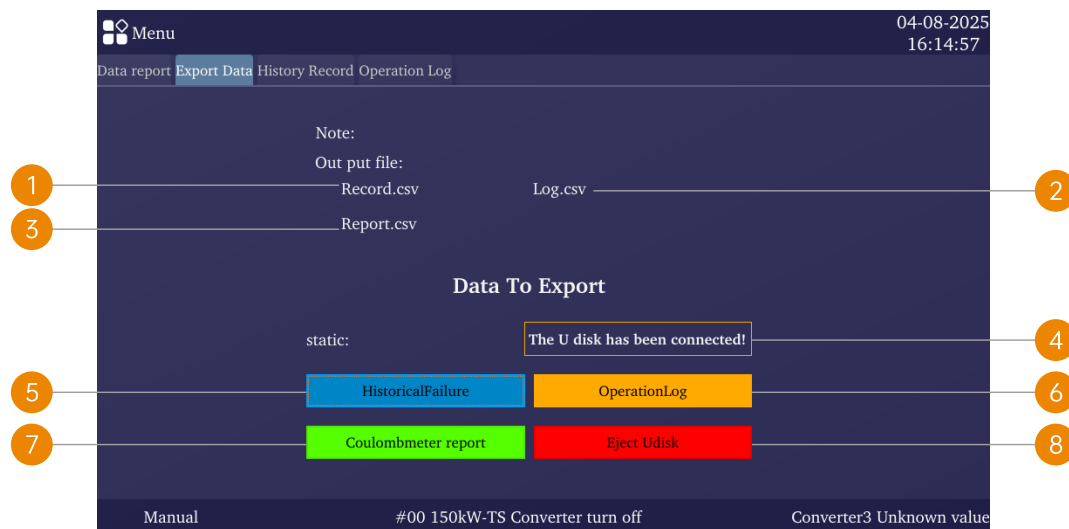 Menu
04-08-2025
16:14:57
Data report Export Data History Record Operation Log
Note:
Out put file:
1 Record.csv Log.csv 2
3 Report.csv
Data To Export
static: The U disk has been connected! 4
5 HistoricalFailure OperationLog 6
7 Coulombmeter report Eject Udisk 8
Manual #00 150kW-TS Converter turn off Converter3 Unknown value